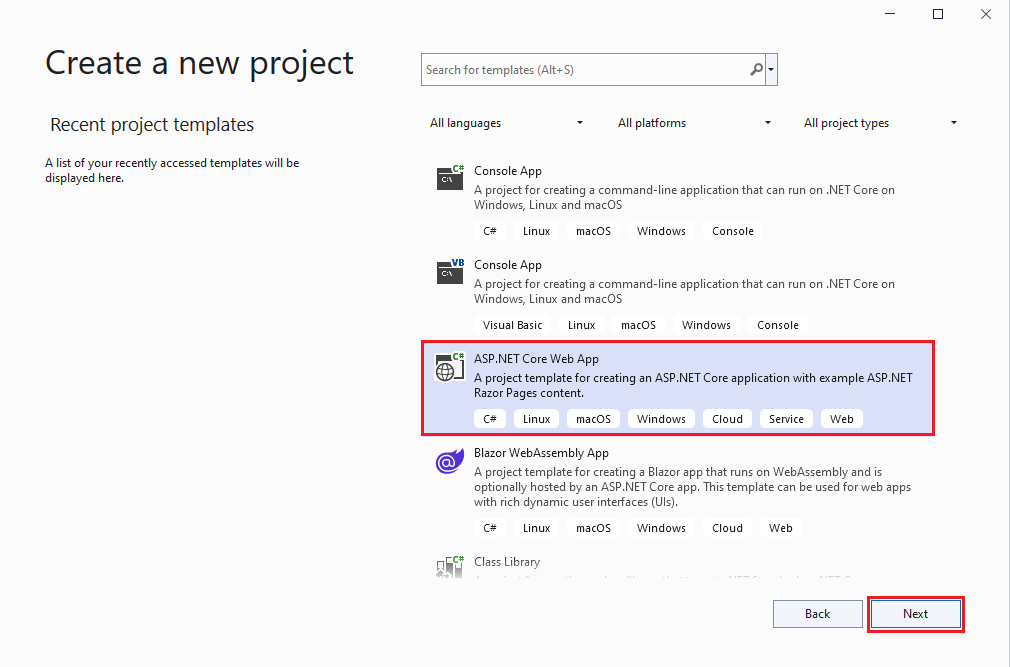 Create a new project
Search for templates (Alt+S)
Recent project templates
All languages
All platforms
All project types
A list of your recently accessed templates will be
displayed here.
C#
C:\
Console App
A project for creating a command-line application that can run on .NET Core on
Windows, Linux and macOS
C# Linux macOS Windows Console
VB
C:\
Console App
A project for creating a command-line application that can run on .NET Core on
Windows, Linux and macOS
Visual Basic Linux macOS Windows Console
C#
ASP.NET Core Web App
A project template for creating an ASP.NET Core application with example ASP.NET
Razor Pages content.
C# Linux macOS Windows Cloud Service Web
@
Blazor WebAssembly App
A project template for creating a Blazor app that runs on WebAssembly and is
optionally hosted by an ASP.NET Core app. This template can be used for web apps
with rich dynamic user interfaces (UIs).
C# Linux macOS Windows Cloud Web
C#
Class Library
Back
Next